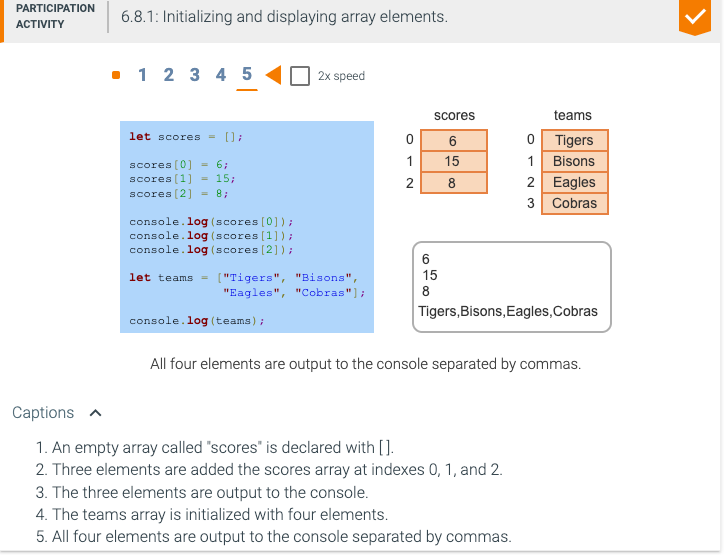 PARTICIPATION
ACTIVITY
6.8.1: Initializing and displaying array elements.
1 2 3 4 5 2x speed
let scores = [];
scores[0] = 6;
scores[1] = 15;
scores[2] = 8;
console.log(scores[0]);
console.log(scores[1]);
console.log(scores[2]);
let teams = ["Tigers", "Bisons",
"Eagles", "Cobras"];
console.log(teams);
scores
0 6
1 15
2 8
teams
0 Tigers
1 Bisons
2 Eagles
3 Cobras
6
15
8
Tigers,Bisons,Eagles,Cobras
All four elements are output to the console separated by commas.
Captions
1. An empty array called "scores" is declared with [ ].
2. Three elements are added the scores array at indexes 0, 1, and 2.
3. The three elements are output to the console.
4. The teams array is initialized with four elements.
5. All four elements are output to the console separated by commas.